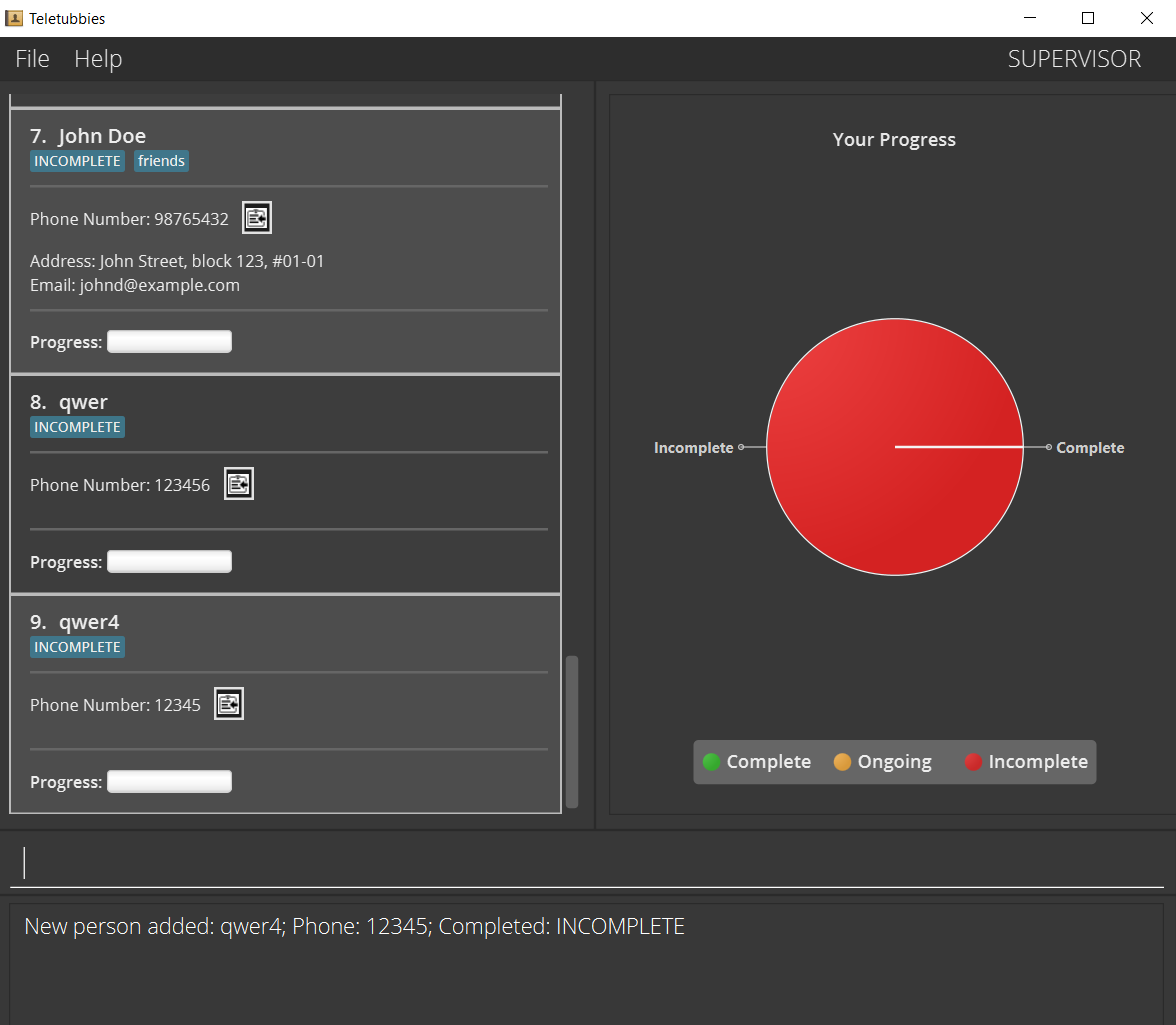 Teletubbies
File Help SUPERVISOR
7. John Doe
INCOMPLETE friends
Phone Number: 98765432
Address: John Street, block 123, #01-01
Email: johnd@example.com
Progress:
8. qwer
INCOMPLETE
Phone Number: 123456
Progress:
9. qwer4
INCOMPLETE
Phone Number: 12345
Progress:
Your Progress
Incomplete Complete
Complete Ongoing Incomplete
New person added: qwer4; Phone: 12345; Completed: INCOMPLETE